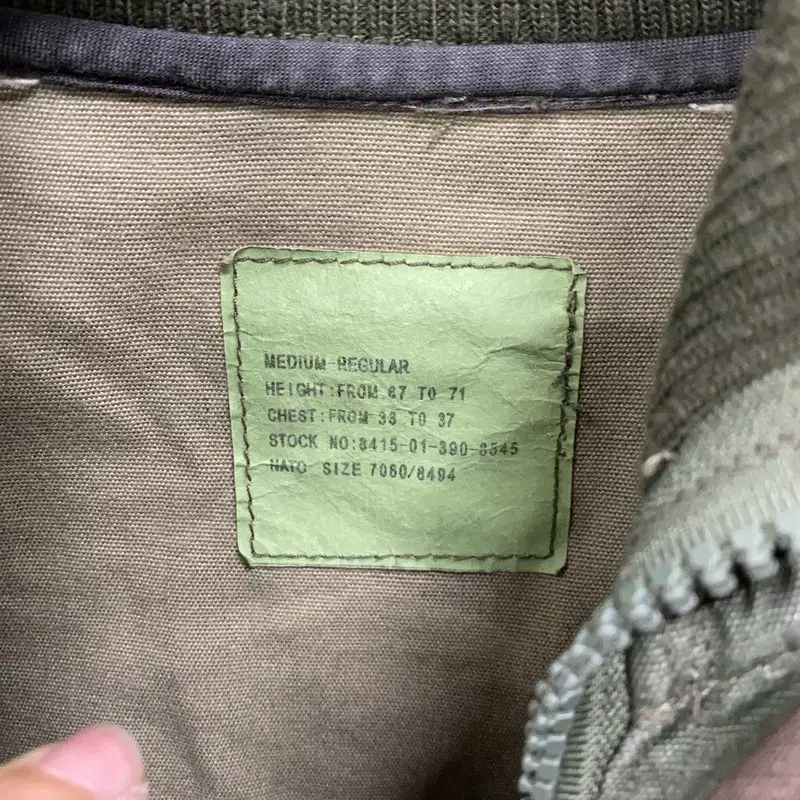 MEDIUM-REGULAR
HEIGHT:FROM 67 TO 71
CHEST:FROM 33 TO 37
STOCK NO:8415-01-390-8545
NATO SIZE 7080/8494